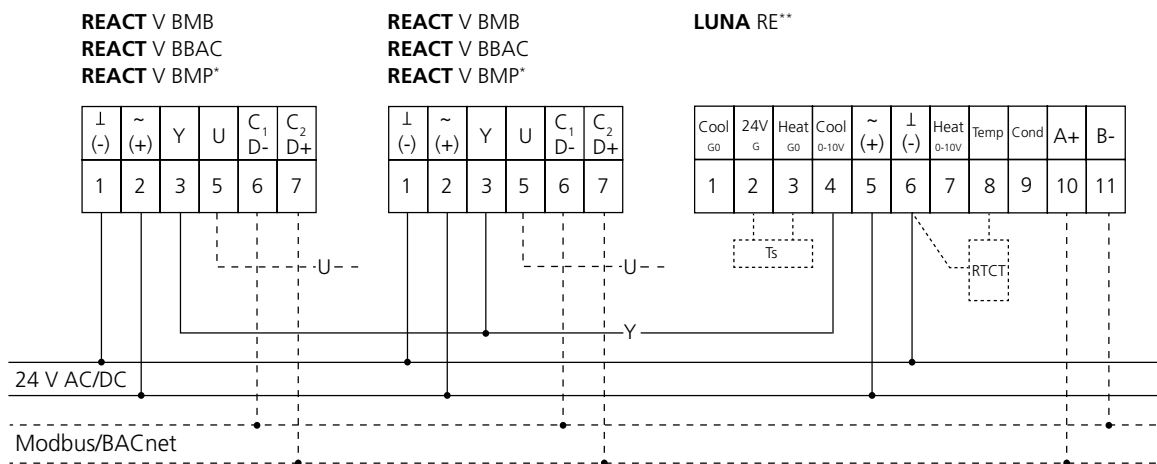 REACT V BMB
REACT V BBAC
REACT V BMP*
REACT V BMB
REACT V BBAC
REACT V BMP*
LUNA RE**
⊥ ~ Y U C₁ C₂
(-) (+) D- D+
1 2 3 5 6 7
⊥ ~ Y U C₁ C₂
(-) (+) D- D+
1 2 3 5 6 7
Cool 24V Heat Cool ~ ⊥ Heat Temp Cond A+ B-
G0 G G0 0-10V (+) (-) 0-10V
1 2 3 4 5 6 7 8 9 10 11
Ts
U
U
RTCT
Y
24 V AC/DC
Modbus/BACnet